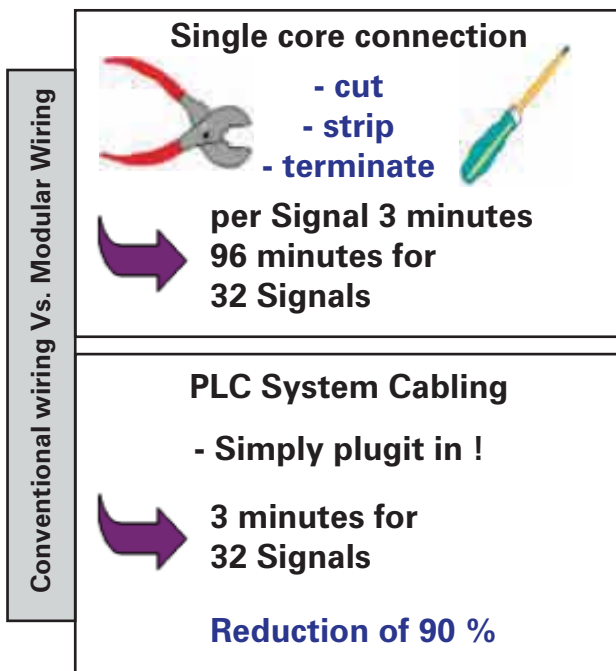 Conventional wiring Vs. Modular Wiring
Single core connection
- cut
- strip
- terminate
per Signal 3 minutes
96 minutes for
32 Signals
PLC System Cabling
- Simply plugit in !
3 minutes for
32 Signals
Reduction of 90 %